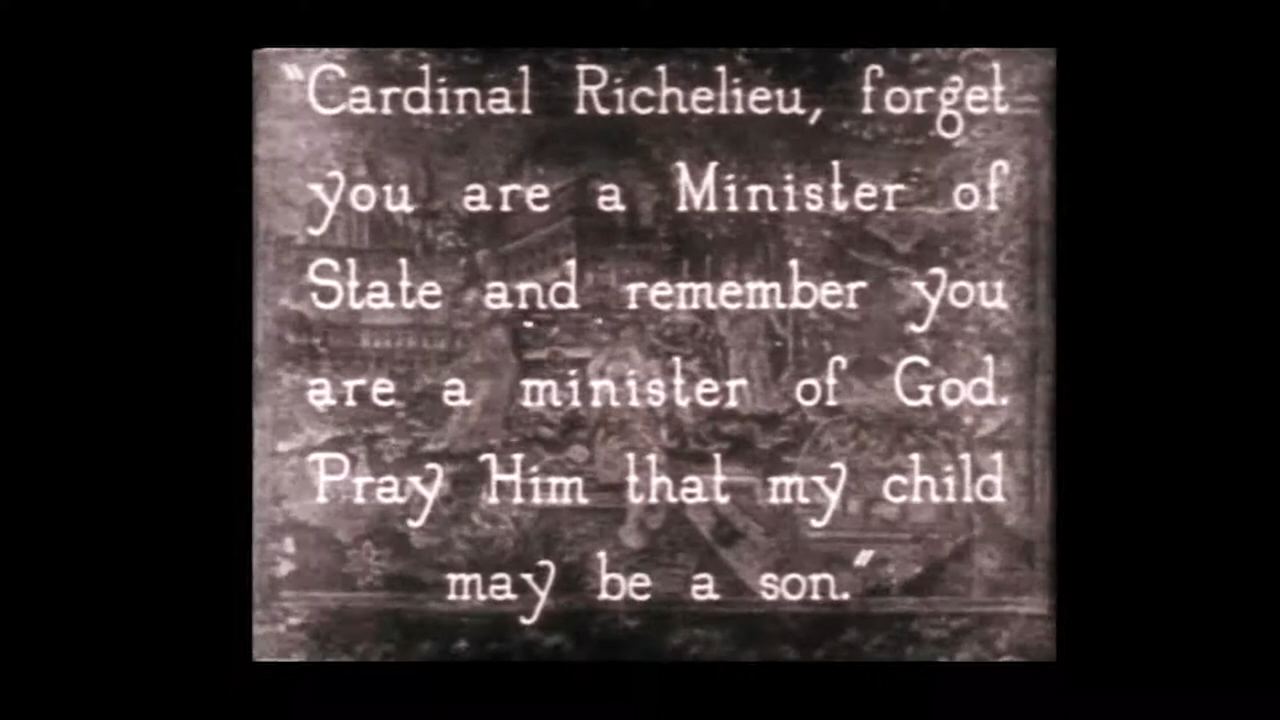 "Cardinal Richelieu, forget
you are a Minister of
State and remember you
are a minister of God.
Pray Him that my child
may be a son."